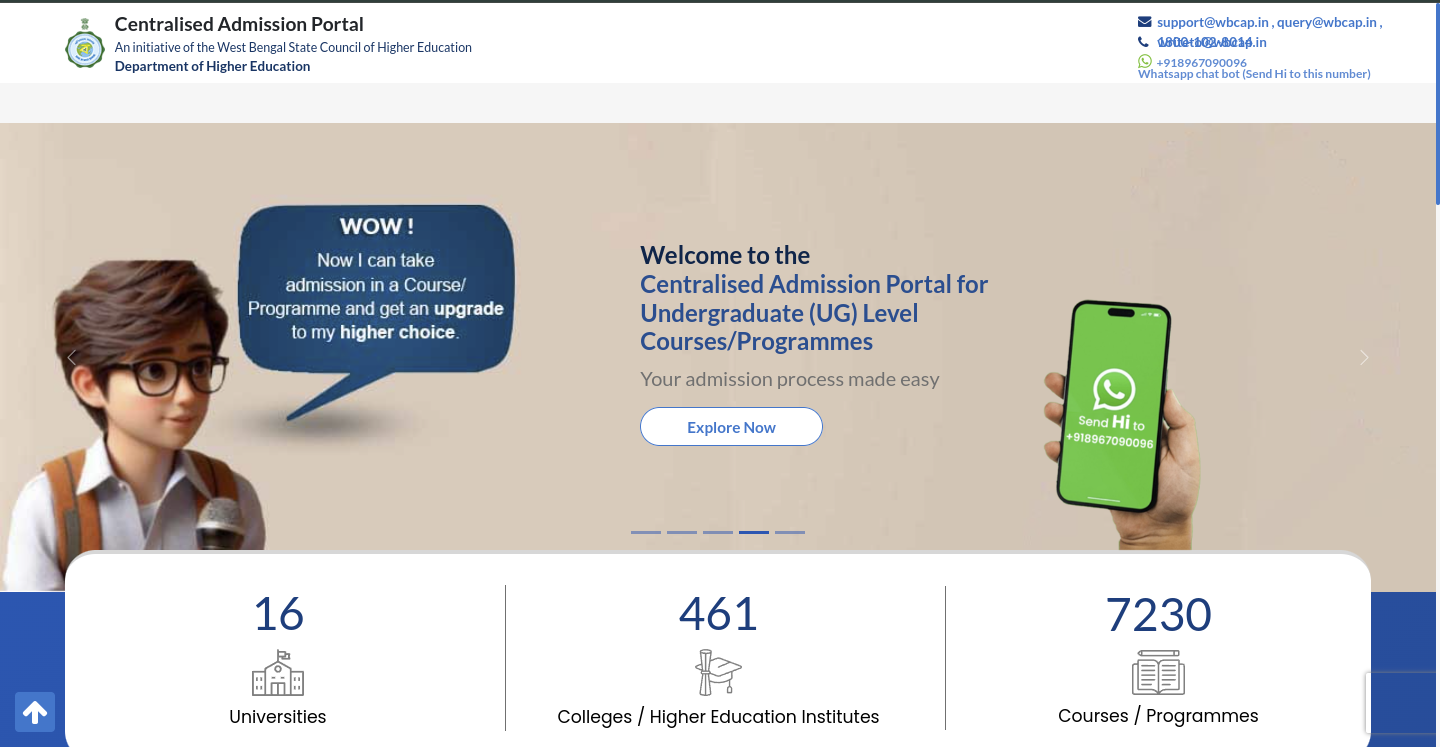 Centralised Admission Portal
An initiative of the West Bengal State Council of Higher Education
Department of Higher Education
support@wbcap.in , query@wbcap.in ,
writeto@wbcap.in
1800-102-8014
+918967090096
Whatsapp chat bot (Send Hi to this number)
WOW !
Now I can take
admission in a Course/
Programme and get an upgrade
to my higher choice.
Welcome to the
Centralised Admission Portal for
Undergraduate (UG) Level
Courses/Programmes
Your admission process made easy
Explore Now
Send Hi to
+918967090096
16
Universities
461
Colleges / Higher Education Institutes
7230
Courses / Programmes